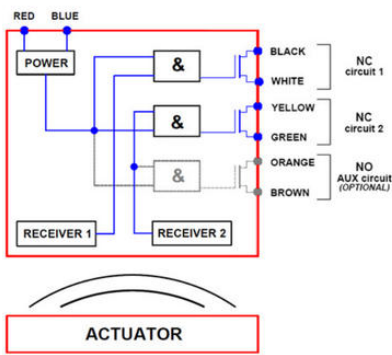 RED BLUE
POWER
&
BLACK
WHITE
NC
circuit 1
&
YELLOW
GREEN
NC
circuit 2
&
ORANGE
BROWN
NO
AUX circuit
(OPTIONAL)
RECEIVER 1
RECEIVER 2
ACTUATOR